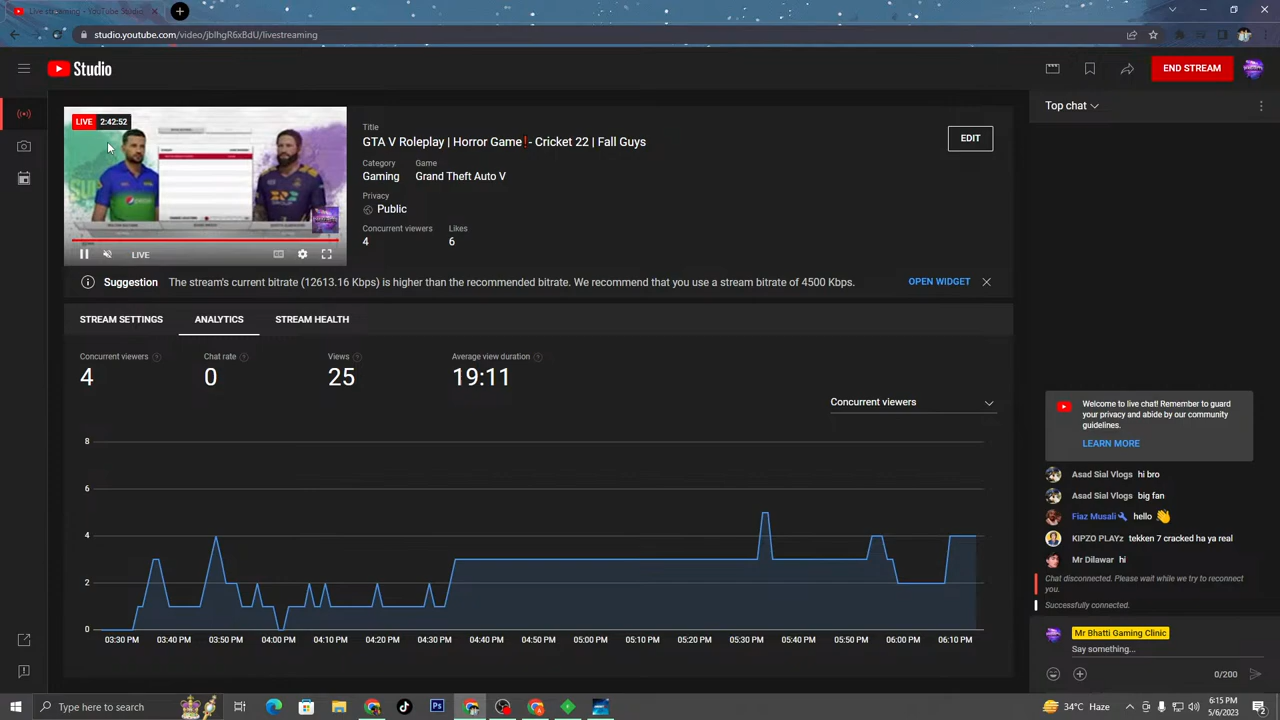 Live streaming - YouTube Studio
studio.youtube.com/video/jbIhgR6xBdU/livestreaming
Studio
END STREAM
LIVE 2:42:52
LIVE
Title
GTA V Roleplay | Horror Game❗- Cricket 22 | Fall Guys
EDIT
Category Game
Gaming Grand Theft Auto V
Privacy
Public
Concurrent viewers Likes
4 6
Suggestion The stream's current bitrate (12613.16 Kbps) is higher than the recommended bitrate. We recommend that you use a stream bitrate of 4500 Kbps. OPEN WIDGET
STREAM SETTINGS ANALYTICS STREAM HEALTH
Concurrent viewers Chat rate Views Average view duration
4 0 25 19:11
Concurrent viewers
8
6
4
2
0
03:30 PM 03:40 PM 03:50 PM 04:00 PM 04:10 PM 04:20 PM 04:30 PM 04:40 PM 04:50 PM 05:00 PM 05:10 PM 05:20 PM 05:30 PM 05:40 PM 05:50 PM 06:00 PM 06:10 PM
Top chat
Welcome to live chat! Remember to guard
your privacy and abide by our community
guidelines.
LEARN MORE
Asad Sial Vlogs hi bro
Asad Sial Vlogs big fan
Fiaz Musali hello 👋
KIPZO PLAYz tekken 7 cracked ha ya real
Mr Dilawar hi
Chat disconnected. Please wait while we try to reconnect
you.
Successfully connected.
Mr Bhatti Gaming Clinic
Say something...
0/200
Type here to search
Ps
34°C Haze
6:15 PM
5/6/2023
2